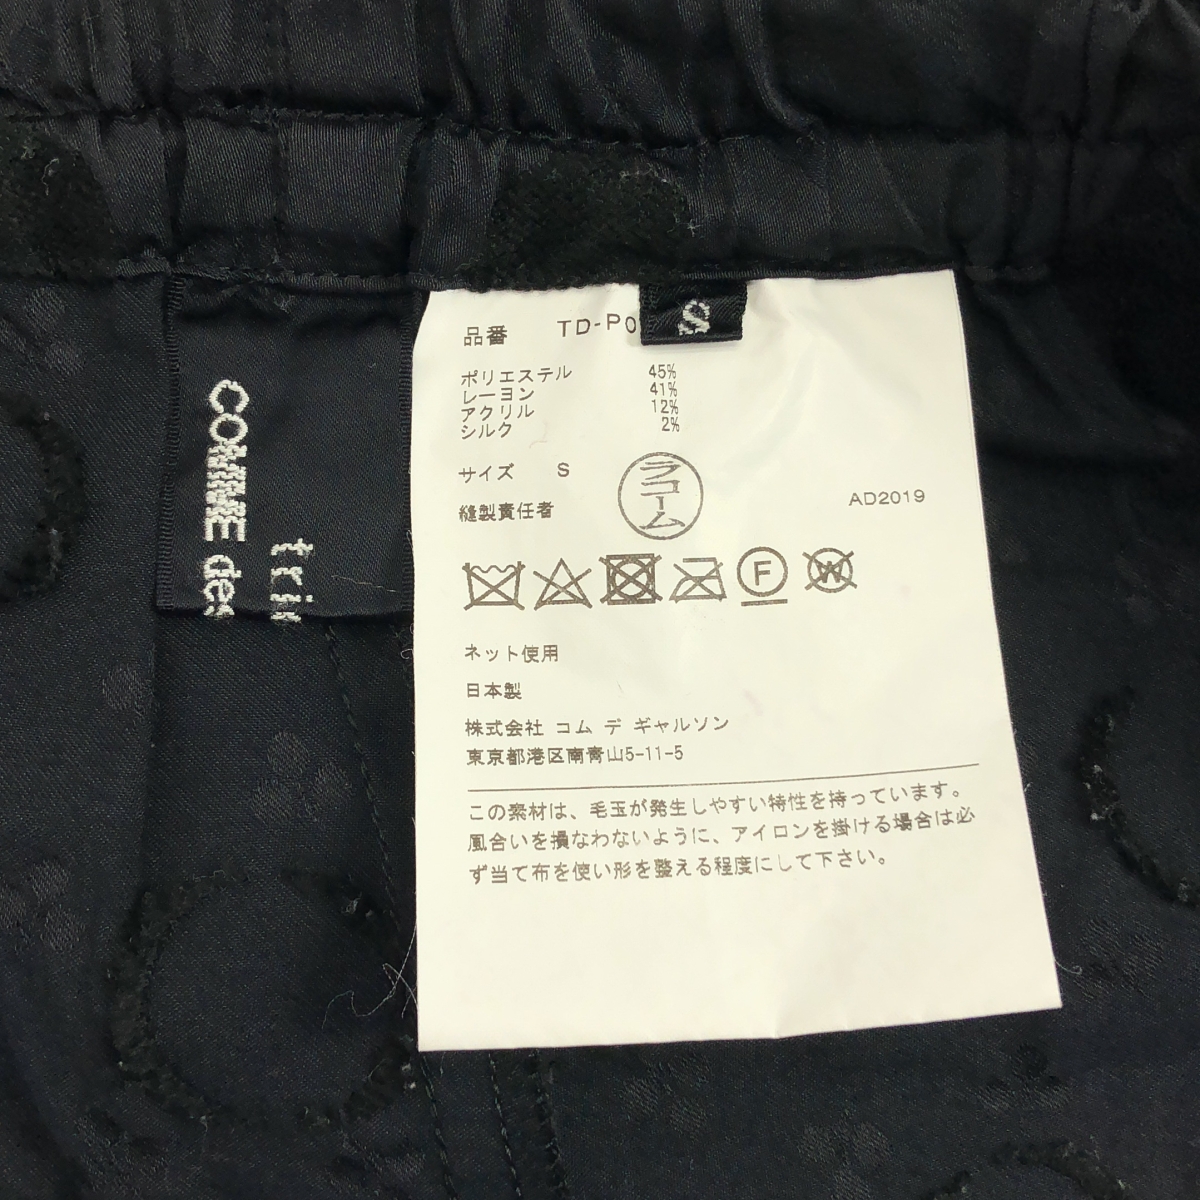 品番 TD-P0
S
ポリエステル 45%
レーヨン 41%
アクリル 12%
シルク 2%
サイズ S
縫製責任者 ラコーム
AD2019
F W
ネット使用
日本製
株式会社 コム デ ギャルソン
東京都港区南青山5-11-5
この素材は、毛玉が発生しやすい特性を持っています。
風合いを損なわないように、アイロンを掛ける場合は必
ず当て布を使い形を整える程度にして下さい。
COMME des
tri